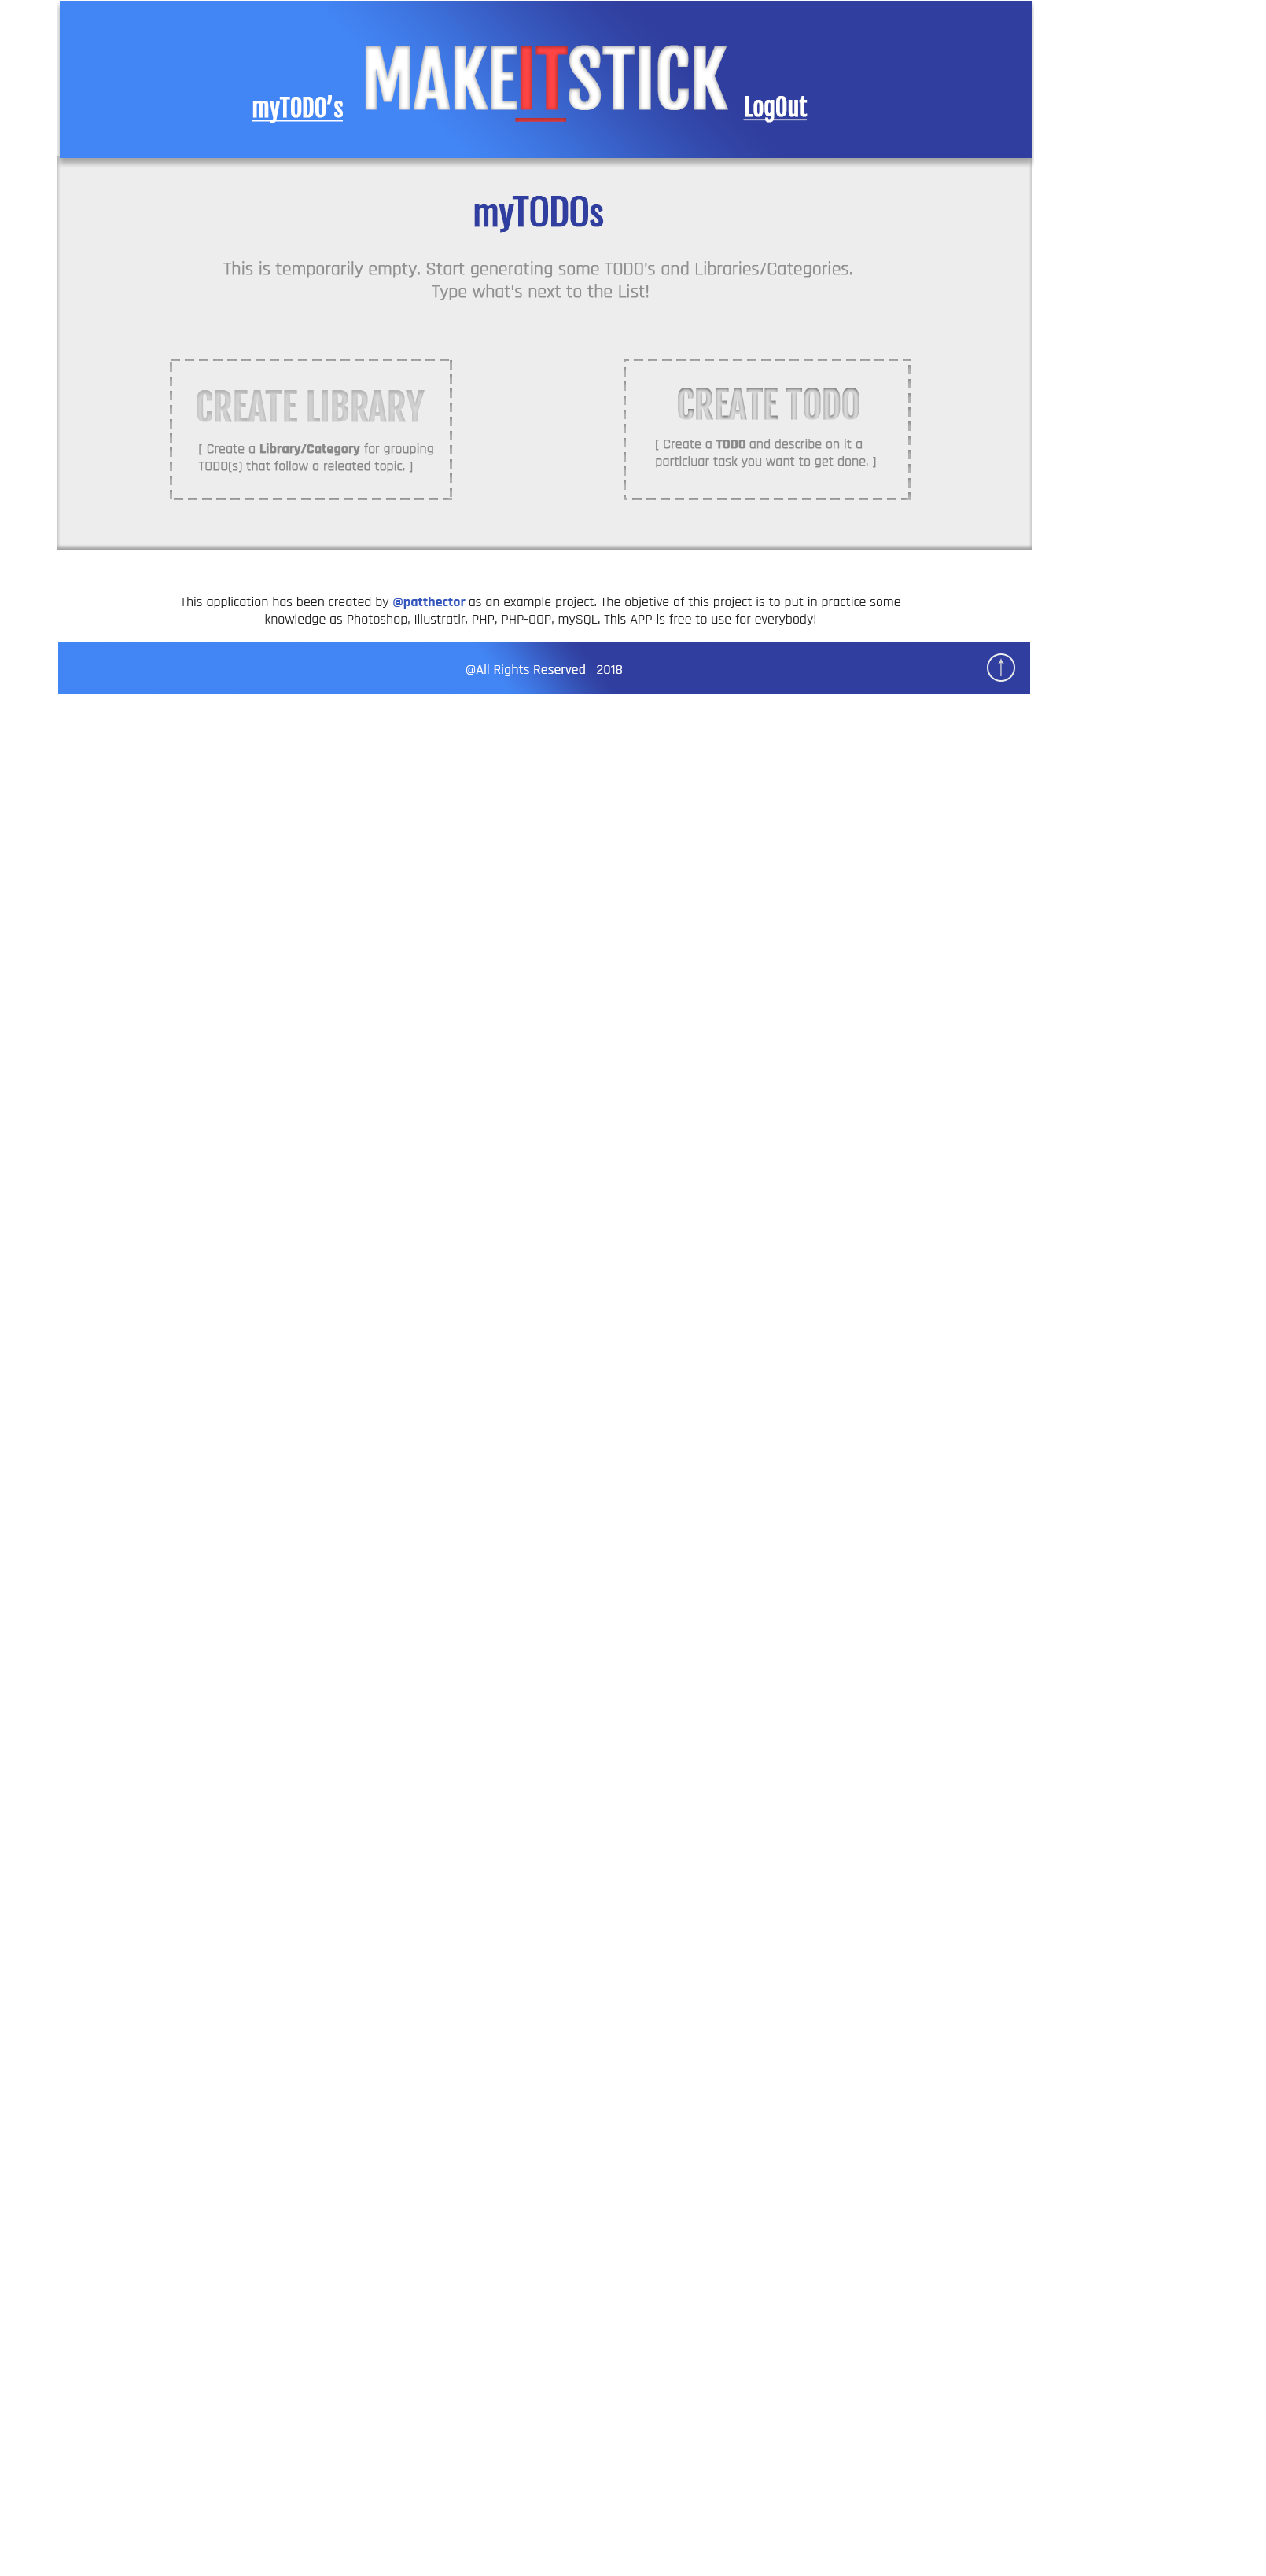 myTODO’s MAKEITSTICK LogOut
myTODOs
This is temporarily empty. Start generating some TODO’s and Libraries/Categories.
Type what’s next to the List!
CREATE LIBRARY
[ Create a Library/Category for grouping
TODO(s) that follow a releated topic. ]
CREATE TODO
[ Create a TODO and describe on it a
particluar task you want to get done. ]
This application has been created by @patthector as an example project. The objetive of this project is to put in practice some
knowledge as Photoshop, Illustratir, PHP, PHP-OOP, mySQL. This APP is free to use for everybody!
@All Rights Reserved 2018